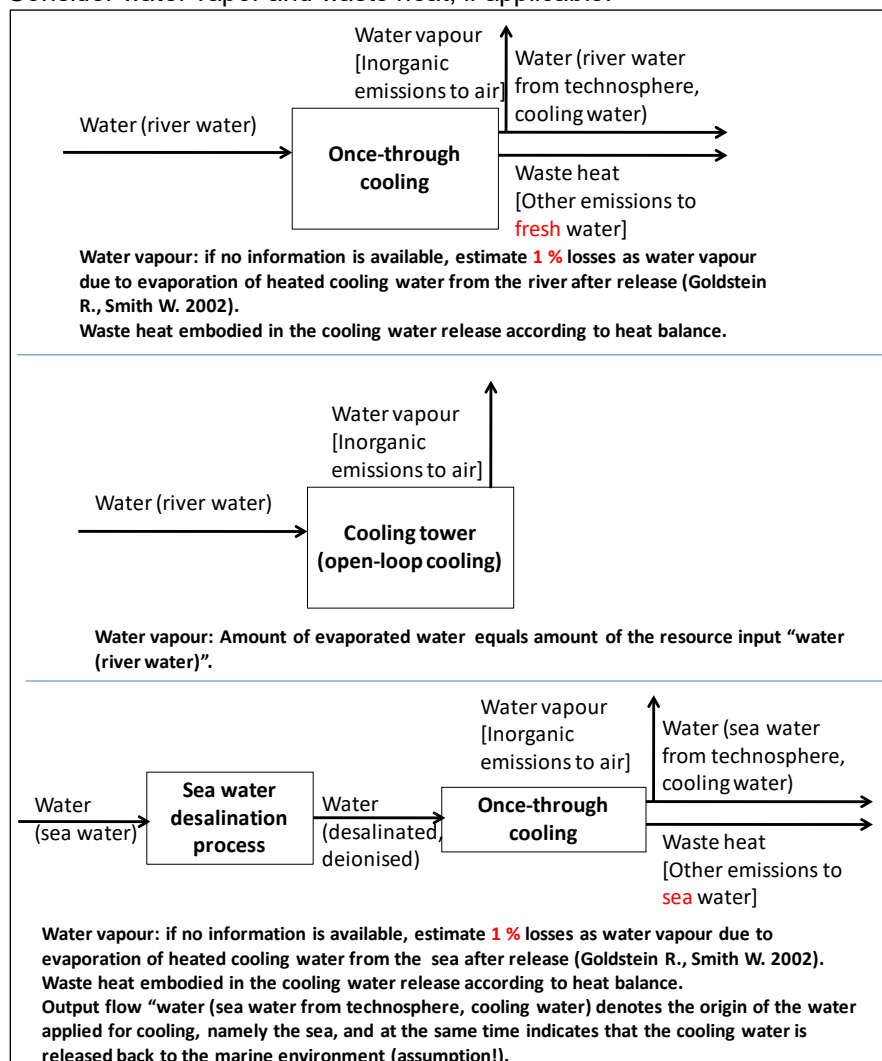 Consider water vapor and waste heat, if applicable.
Water vapour
[Inorganic
emissions to air]
Water (river water
from technosphere,
cooling water)
Water (river water)
Once-through
cooling
Waste heat
[Other emissions to
fresh water]
Water vapour: if no information is available, estimate 1 % losses as water vapour
due to evaporation of heated cooling water from the river after release (Goldstein
R., Smith W. 2002).
Waste heat embodied in the cooling water release according to heat balance.
Water vapour
[Inorganic
emissions to air]
Water (river water)
Cooling tower
(open-loop cooling)
Water vapour: Amount of evaporated water equals amount of the resource input “water
(river water)”.
Water vapour
[Inorganic
emissions to air]
Water (sea water
from technosphere,
cooling water)
Water
(sea water)
Sea water
desalination
process
Water
(desalinated,
deionised)
Once-through
cooling
Waste heat
[Other emissions to
sea water]
Water vapour: if no information is available, estimate 1 % losses as water vapour due to
evaporation of heated cooling water from the sea after release (Goldstein R., Smith W. 2002).
Waste heat embodied in the cooling water release according to heat balance.
Output flow “water (sea water from technosphere, cooling water) denotes the origin of the water
applied for cooling, namely the sea, and at the same time indicates that the cooling water is
released back to the marine environment (assumption!).